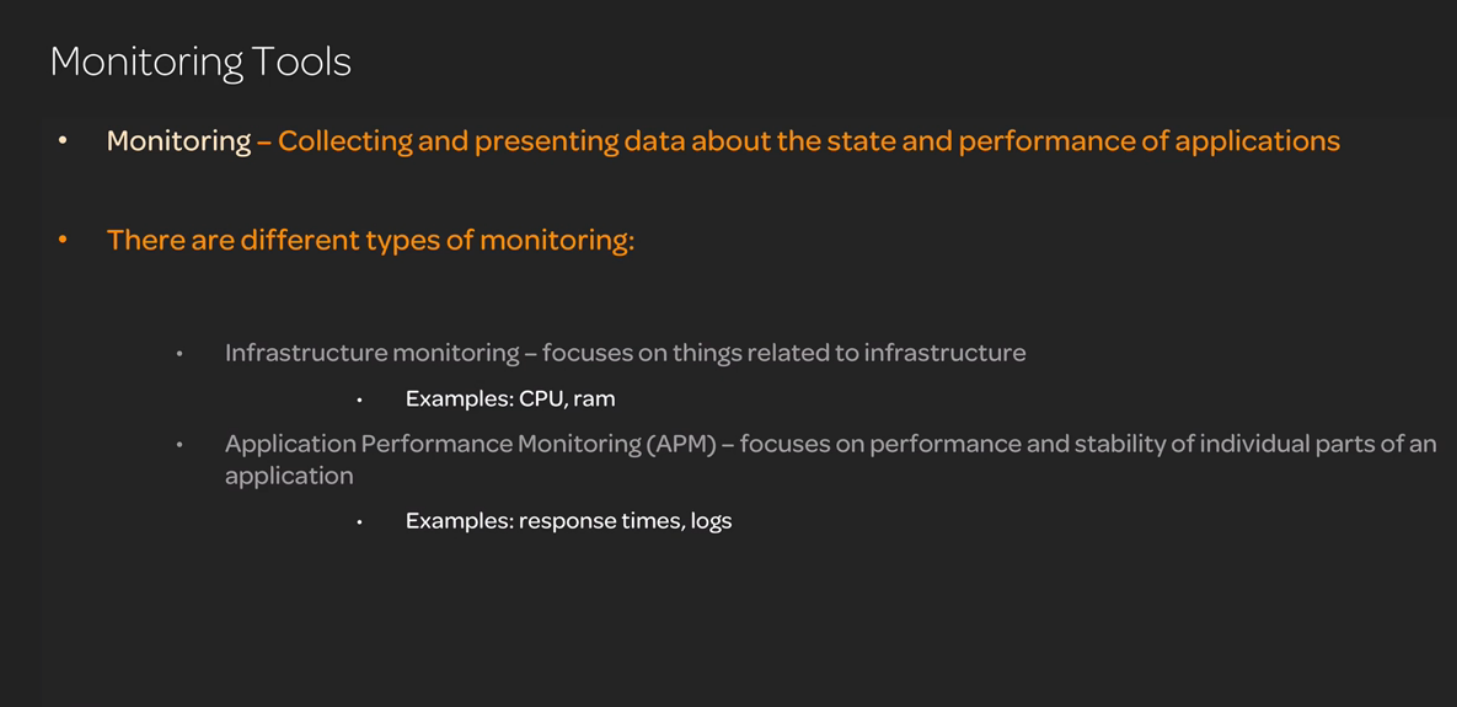 Monitoring Tools
• Monitoring – Collecting and presenting data about the state and performance of applications
• There are different types of monitoring:
• Infrastructure monitoring – focuses on things related to infrastructure
• Examples: CPU, ram
• Application Performance Monitoring (APM) – focuses on performance and stability of individual parts of an
application
• Examples: response times, logs